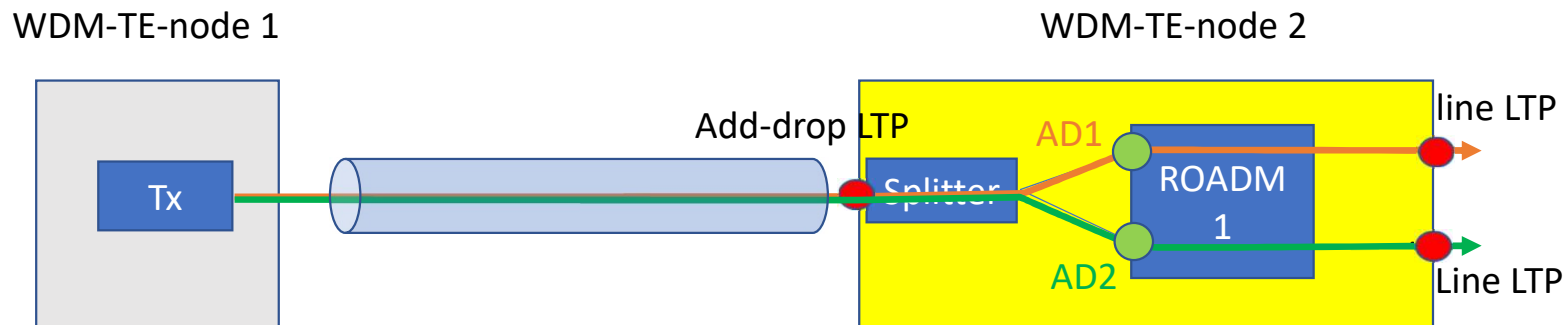 WDM-TE-node 1
WDM-TE-node 2
Add-drop LTP
line LTP
AD1
Tx
Splitter
ROADM
1
AD2
Line LTP